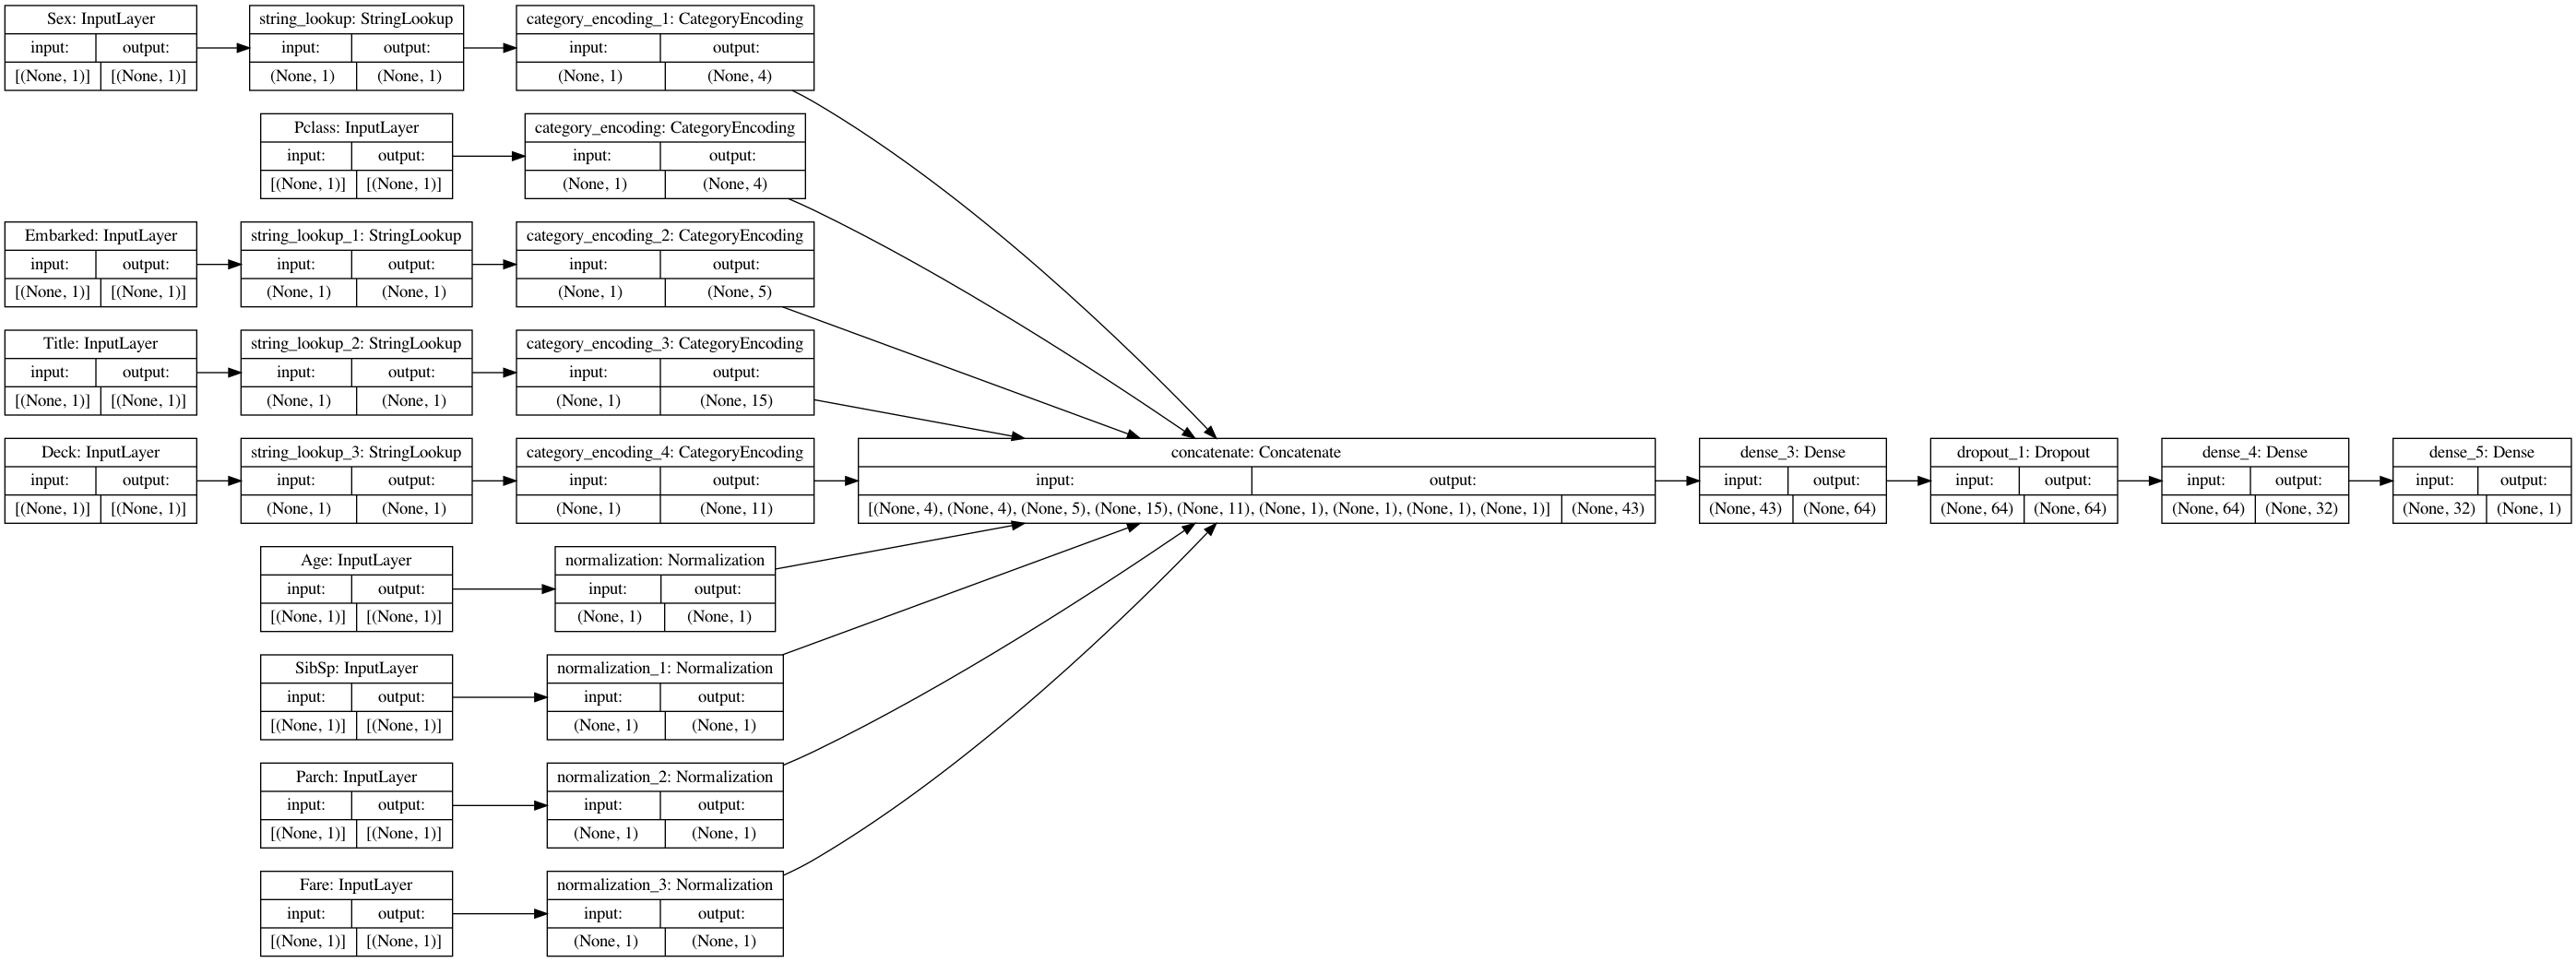 Sex: InputLayer
input: output:
[(None, 1)] [(None, 1)]
string_lookup: StringLookup
input: output:
(None, 1) (None, 1)
category_encoding_1: CategoryEncoding
input: output:
(None, 1) (None, 4)
Pclass: InputLayer
input: output:
[(None, 1)] [(None, 1)]
category_encoding: CategoryEncoding
input: output:
(None, 1) (None, 4)
Embarked: InputLayer
input: output:
[(None, 1)] [(None, 1)]
string_lookup_1: StringLookup
input: output:
(None, 1) (None, 1)
category_encoding_2: CategoryEncoding
input: output:
(None, 1) (None, 5)
Title: InputLayer
input: output:
[(None, 1)] [(None, 1)]
string_lookup_2: StringLookup
input: output:
(None, 1) (None, 1)
category_encoding_3: CategoryEncoding
input: output:
(None, 1) (None, 15)
Deck: InputLayer
input: output:
[(None, 1)] [(None, 1)]
string_lookup_3: StringLookup
input: output:
(None, 1) (None, 1)
category_encoding_4: CategoryEncoding
input: output:
(None, 1) (None, 11)
concatenate: Concatenate
input: output:
[(None, 4), (None, 4), (None, 5), (None, 15), (None, 11), (None, 1), (None, 1), (None, 1), (None, 1)] (None, 43)
dense_3: Dense
input: output:
(None, 43) (None, 64)
dropout_1: Dropout
input: output:
(None, 64) (None, 64)
dense_4: Dense
input: output:
(None, 64) (None, 32)
dense_5: Dense
input: output:
(None, 32) (None, 1)
Age: InputLayer
input: output:
[(None, 1)] [(None, 1)]
normalization: Normalization
input: output:
(None, 1) (None, 1)
SibSp: InputLayer
input: output:
[(None, 1)] [(None, 1)]
normalization_1: Normalization
input: output:
(None, 1) (None, 1)
Parch: InputLayer
input: output:
[(None, 1)] [(None, 1)]
normalization_2: Normalization
input: output:
(None, 1) (None, 1)
Fare: InputLayer
input: output:
[(None, 1)] [(None, 1)]
normalization_3: Normalization
input: output:
(None, 1) (None, 1)